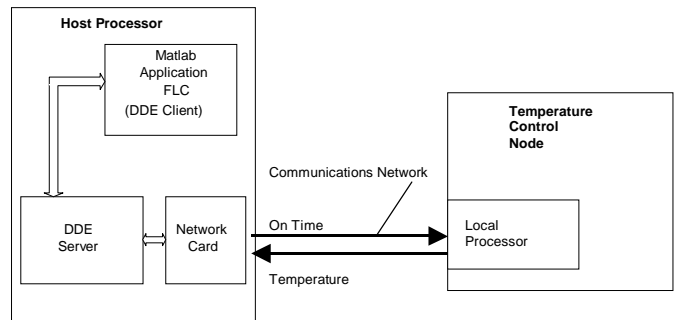 Host Processor
Matlab
Application
FLC
(DDE Client)
Temperature
Control
Node
Communications Network
DDE
Server
Network
Card
On Time
Local
Processor
Temperature